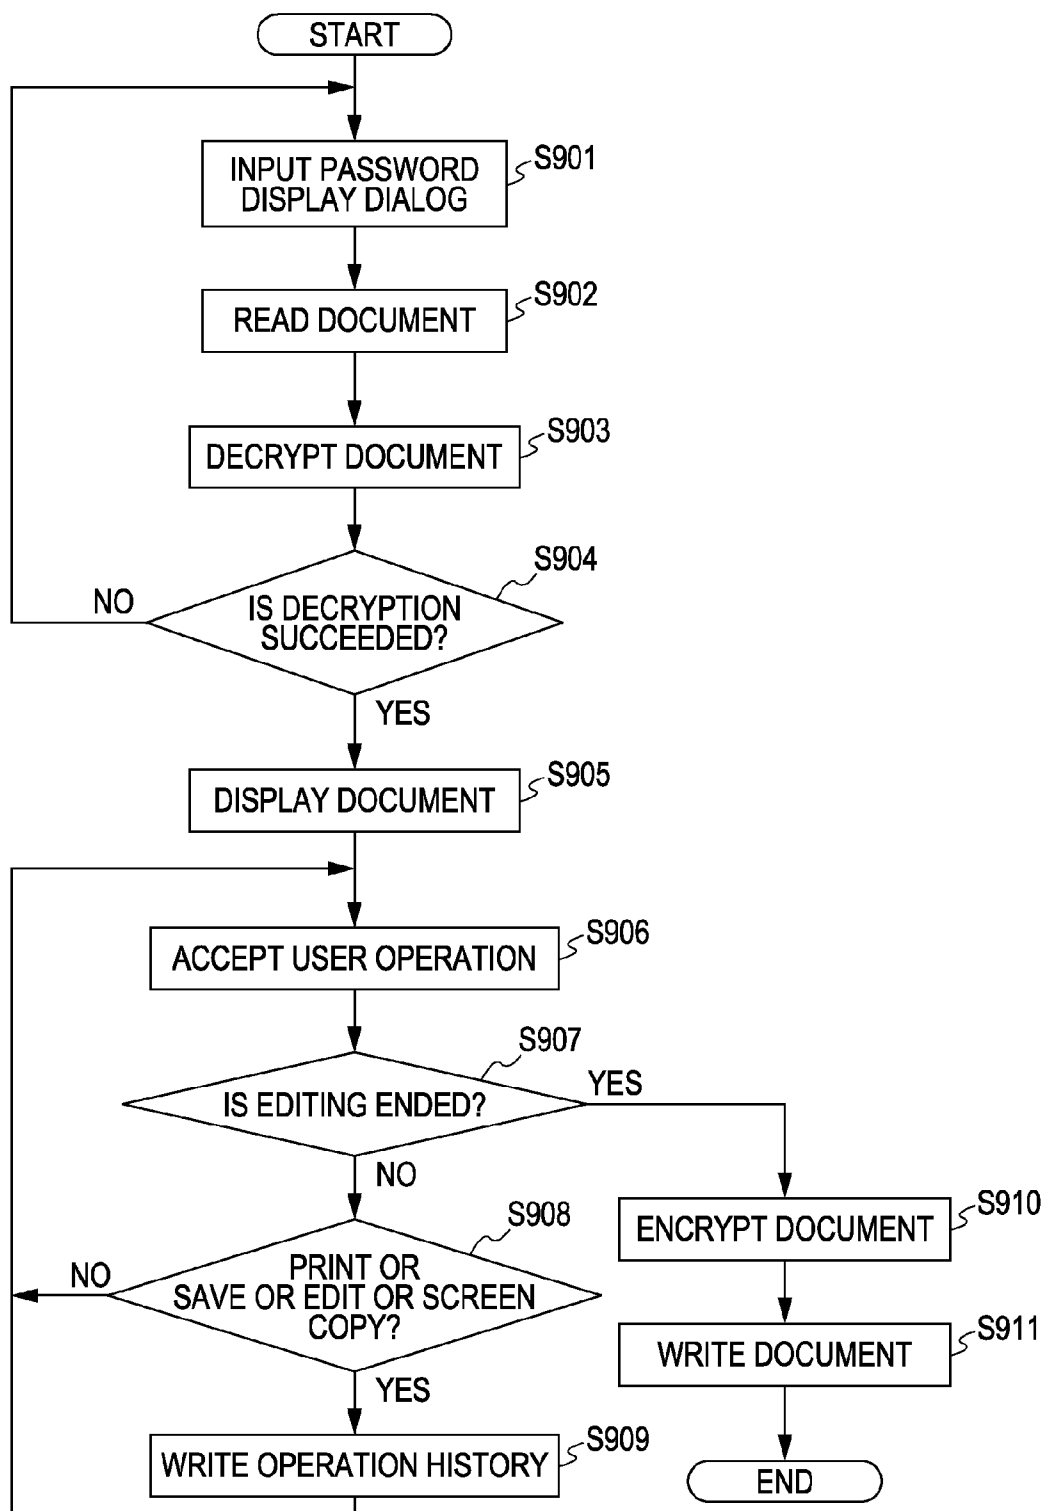 START
INPUT PASSWORD
DISPLAY DIALOG
S901
READ DOCUMENT
S902
DECRYPT DOCUMENT
S903
IS DECRYPTION
SUCCEEDED?
S904
NO
YES
DISPLAY DOCUMENT
S905
ACCEPT USER OPERATION
S906
IS EDITING ENDED?
S907
YES
NO
PRINT OR
SAVE OR EDIT OR SCREEN
COPY?
S908
NO
YES
WRITE OPERATION HISTORY
S909
ENCRYPT DOCUMENT
S910
WRITE DOCUMENT
S911
END